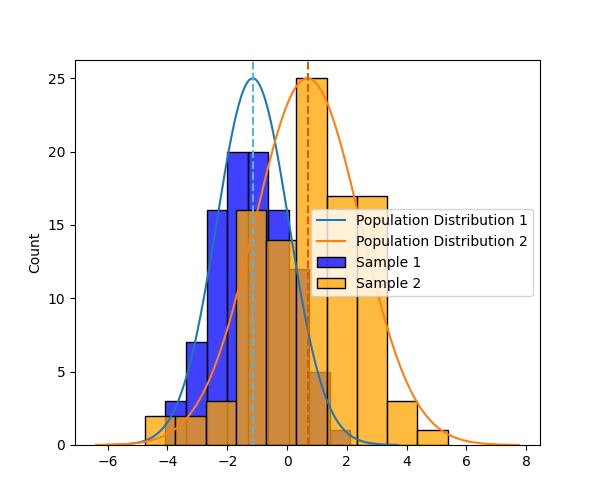 25
20
15
10
5
0
Count
Population Distribution 1
Population Distribution 2
Sample 1
Sample 2
−6 −4 −2 0 2 4 6 8